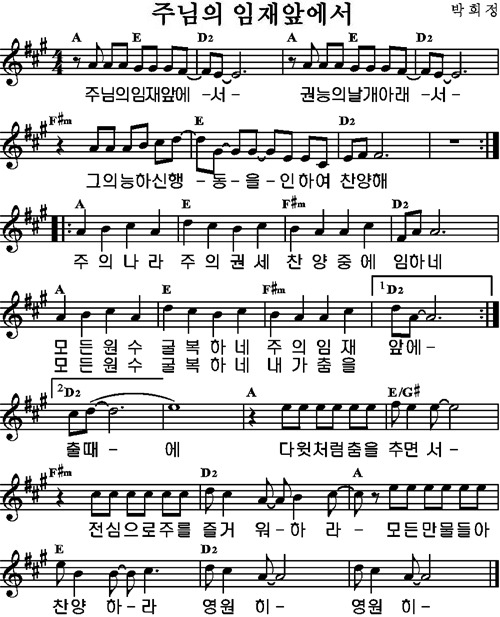 주님의 임재앞에서
박희정
A E D2 A E D2
주님의임재앞에 -서- 권능의날개아래 -서-
F#m E D2
그의능하신행 -동-을-인하여 찬양해
A E F#m D2
주의나라 주의권세 찬양중에 임하네
A E F#m 1 D2
모든원수 굴복하네 주의임재 앞에-
모든원수 굴복하네 내가춤을
2 D2 A E/G#
출때- 에 다윗처럼춤을 추면 서-
F#m D2 A
전심으로주를 즐거 워-하 라- 모든만물들아
E D2
찬양 하-라 영원 히- 영원 히-